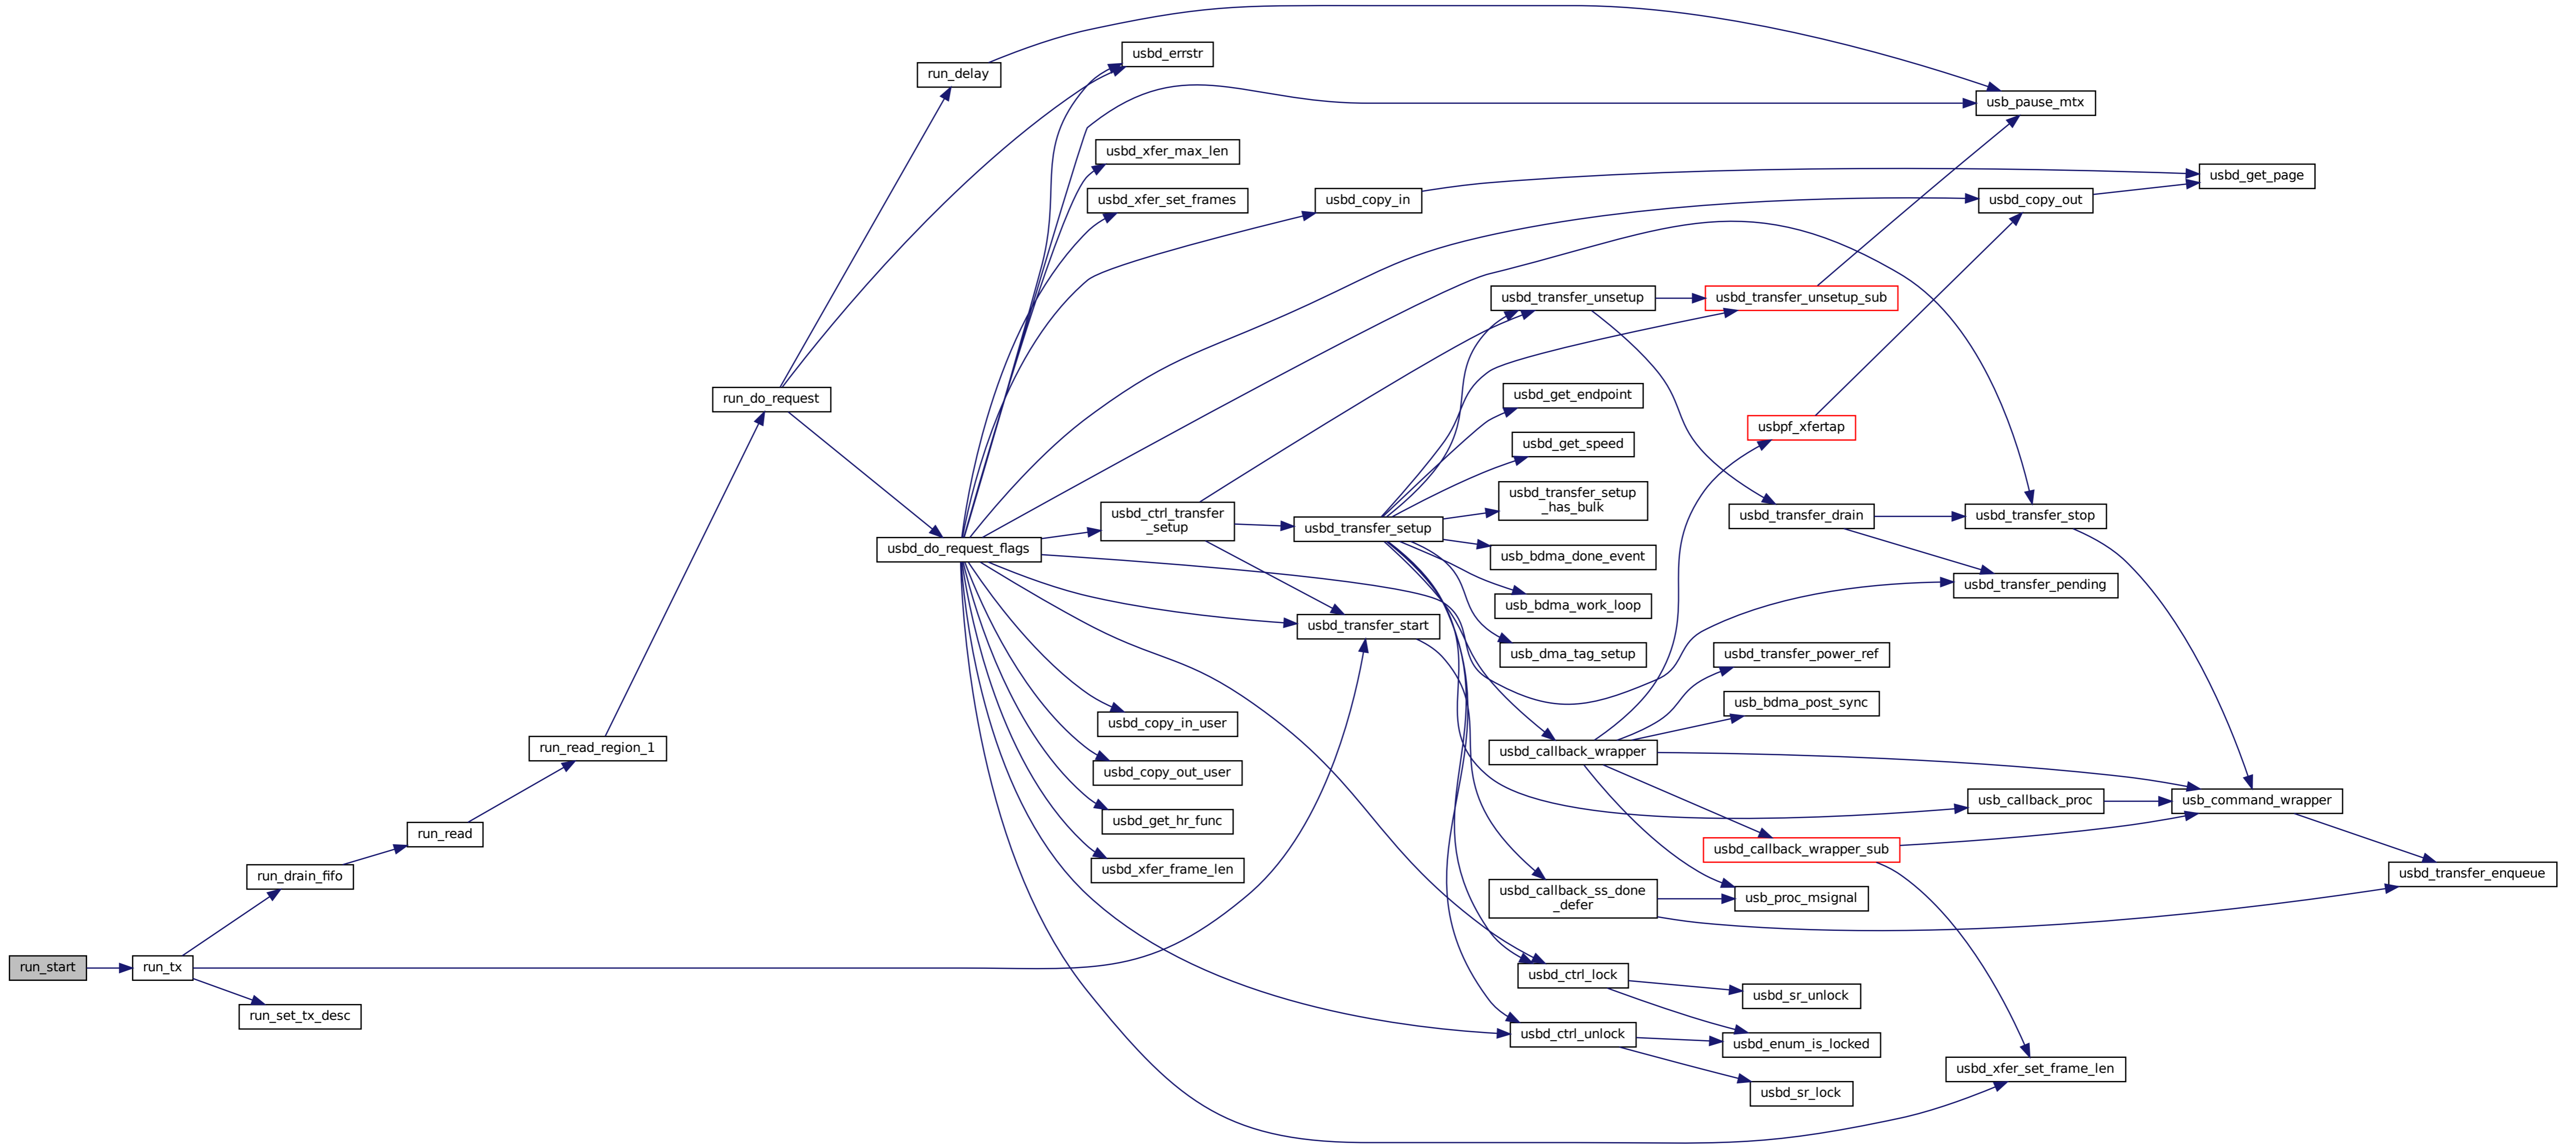 run_start
run_tx
run_drain_fifo
run_set_tx_desc
run_read
run_read_region_1
run_do_request
run_delay
usbd_do_request_flags
usbd_errstr
usbd_xfer_max_len
usbd_xfer_set_frames
usbd_ctrl_transfer
_setup
usbd_copy_in_user
usbd_copy_out_user
usbd_get_hr_func
usbd_xfer_frame_len
usbd_copy_in
usbd_transfer_setup
usbd_transfer_start
usbd_transfer_unsetup
usbd_get_endpoint
usbd_get_speed
usbd_transfer_setup
_has_bulk
usb_bdma_done_event
usb_bdma_work_loop
usb_dma_tag_setup
usbd_callback_wrapper
usbd_callback_ss_done
_defer
usbd_ctrl_lock
usbd_ctrl_unlock
usbd_transfer_unsetup_sub
usbpf_xfertap
usbd_transfer_drain
usbd_transfer_power_ref
usb_bdma_post_sync
usbd_callback_wrapper_sub
usb_proc_msignal
usbd_sr_unlock
usbd_enum_is_locked
usbd_sr_lock
usb_pause_mtx
usbd_copy_out
usbd_transfer_stop
usbd_transfer_pending
usb_callback_proc
usbd_xfer_set_frame_len
usbd_get_page
usb_command_wrapper
usbd_transfer_enqueue